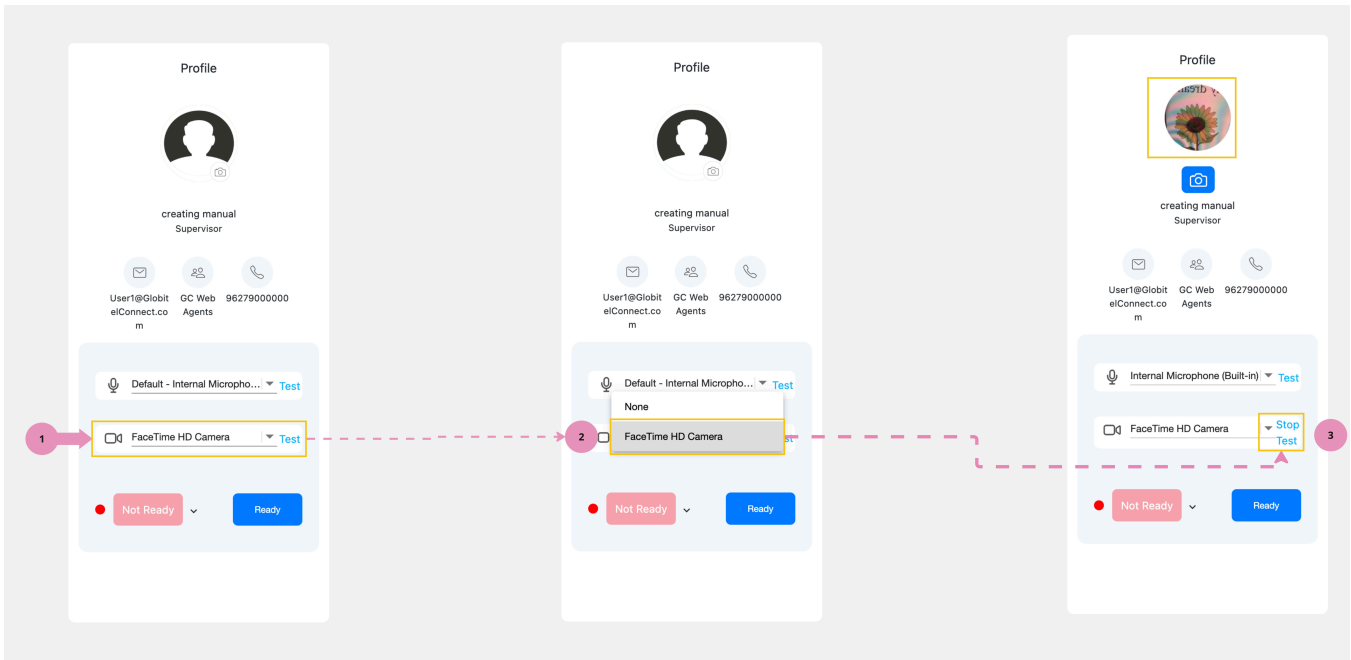 Profile
creating manual
Supervisor
User1@Globit
elConnect.co
m
GC Web
Agents
96279000000
Default - Internal Micropho...
Test
1
FaceTime HD Camera
Test
Not Ready
Ready
Profile
creating manual
Supervisor
User1@Globit
elConnect.co
m
GC Web
Agents
96279000000
Default - Internal Micropho...
Test
None
2
FaceTime HD Camera
st
Not Ready
Ready
Profile
creating manual
Supervisor
User1@Globit
elConnect.co
m
GC Web
Agents
96279000000
Internal Microphone (Built-in)
Test
FaceTime HD Camera
Stop
Test
3
Not Ready
Ready